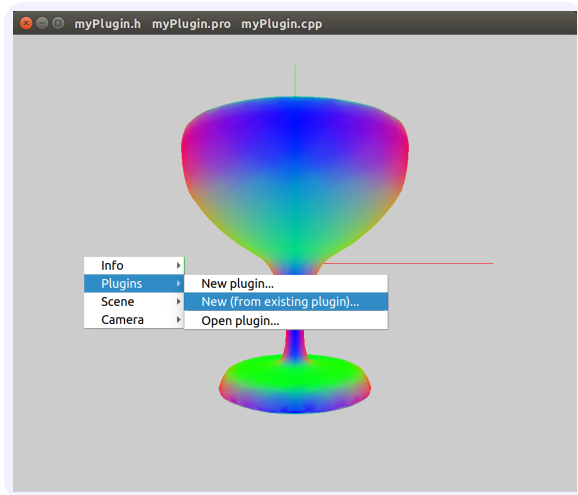 myPlugin.h myPlugin.pro myPlugin.cpp
Info
Plugins
Scene
Camera
New plugin...
New (from existing plugin)...
Open plugin...